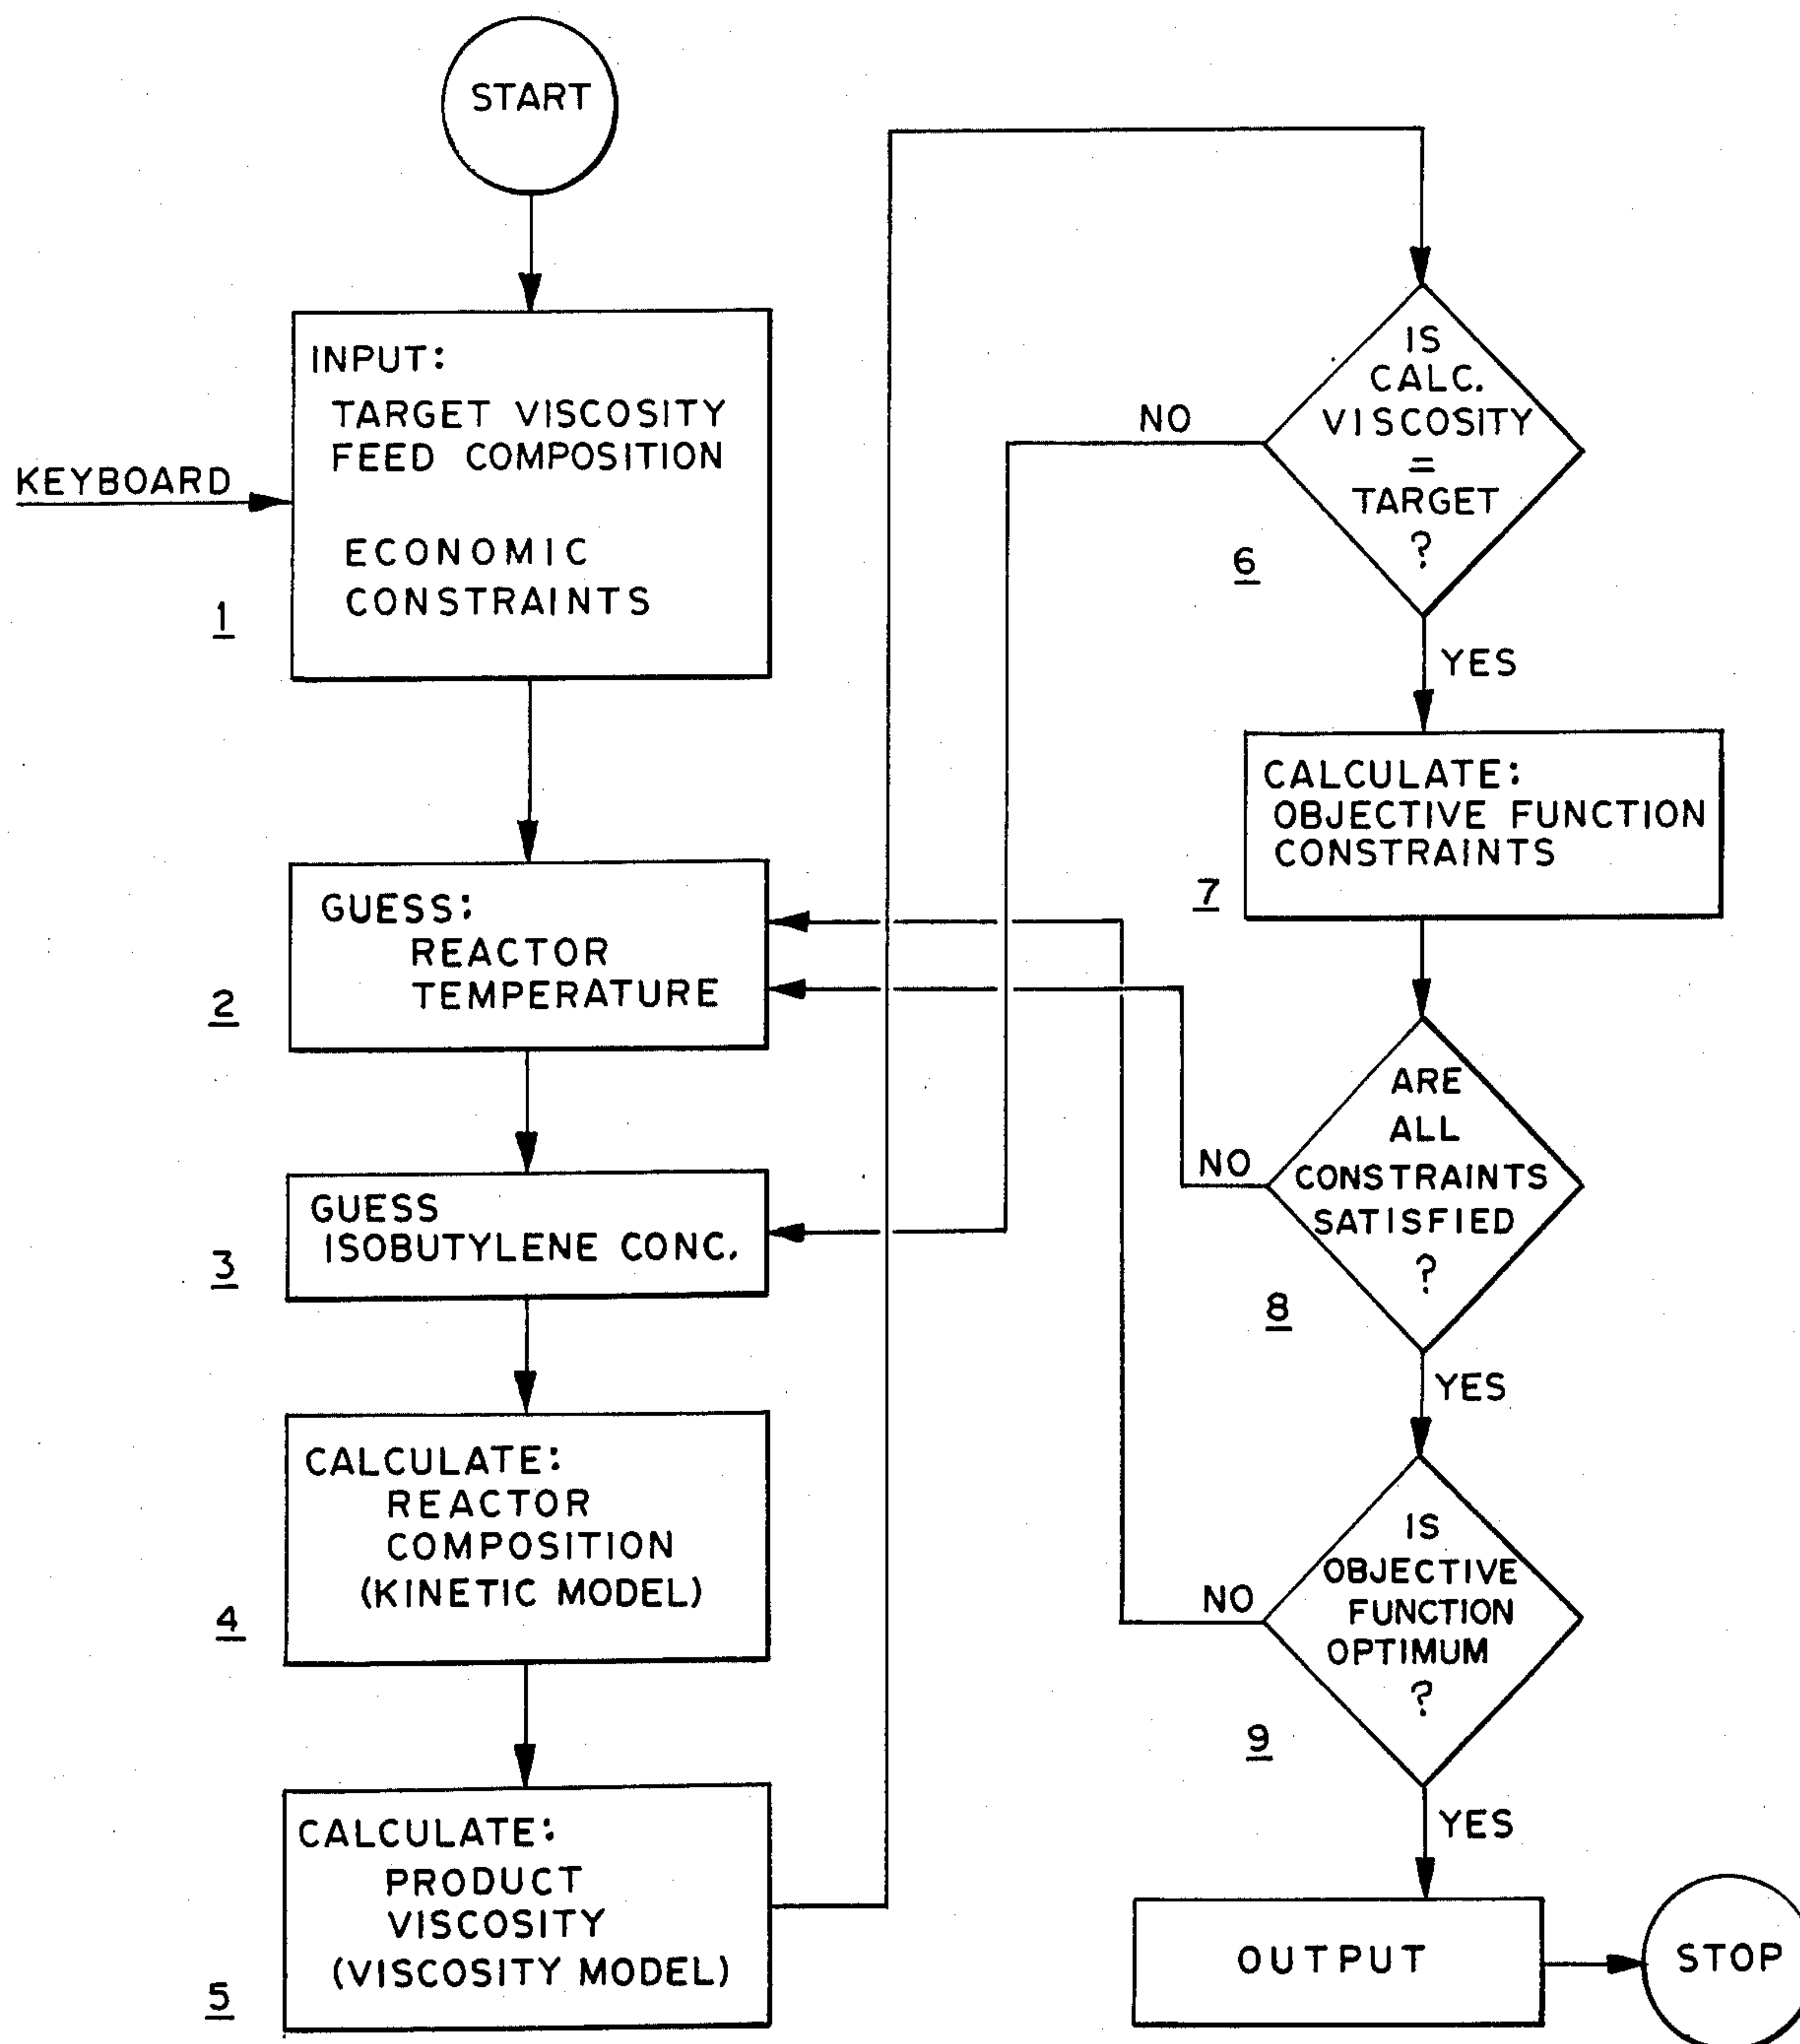 START
INPUT:
TARGET VISCOSITY
FEED COMPOSITION
KEYBOARD
ECONOMIC
CONSTRAINTS
1
GUESS:
REACTOR
TEMPERATURE
2
GUESS
ISOBUTYLENE CONC.
3
CALCULATE:
REACTOR
COMPOSITION
(KINETIC MODEL)
4
CALCULATE:
PRODUCT
VISCOSITY
(VISCOSITY MODEL)
5
IS
CALC.
VISCOSITY
=
TARGET
?
NO
6
YES
CALCULATE:
OBJECTIVE FUNCTION
CONSTRAINTS
7
ARE
ALL
CONSTRAINTS
SATISFIED
?
NO
8
YES
IS
OBJECTIVE
FUNCTION
OPTIMUM
?
NO
9
YES
OUTPUT
STOP